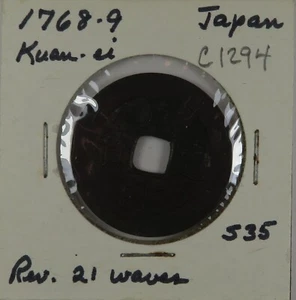 1768-9 Japan
Kuan-ei C1294
535
Rev. 21 waves